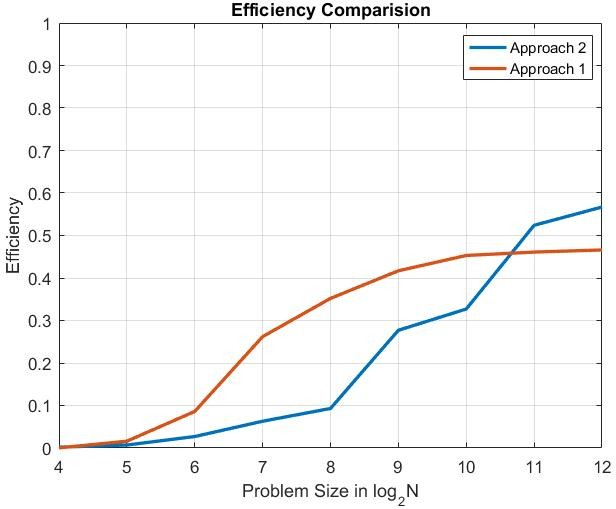 Efficiency Comparision
1
0.9
0.8
0.7
0.6
0.5
0.4
0.3
0.2
0.1
0
Efficiency
Approach 2
Approach 1
4 5 6 7 8 9 10 11 12
Problem Size in log2N